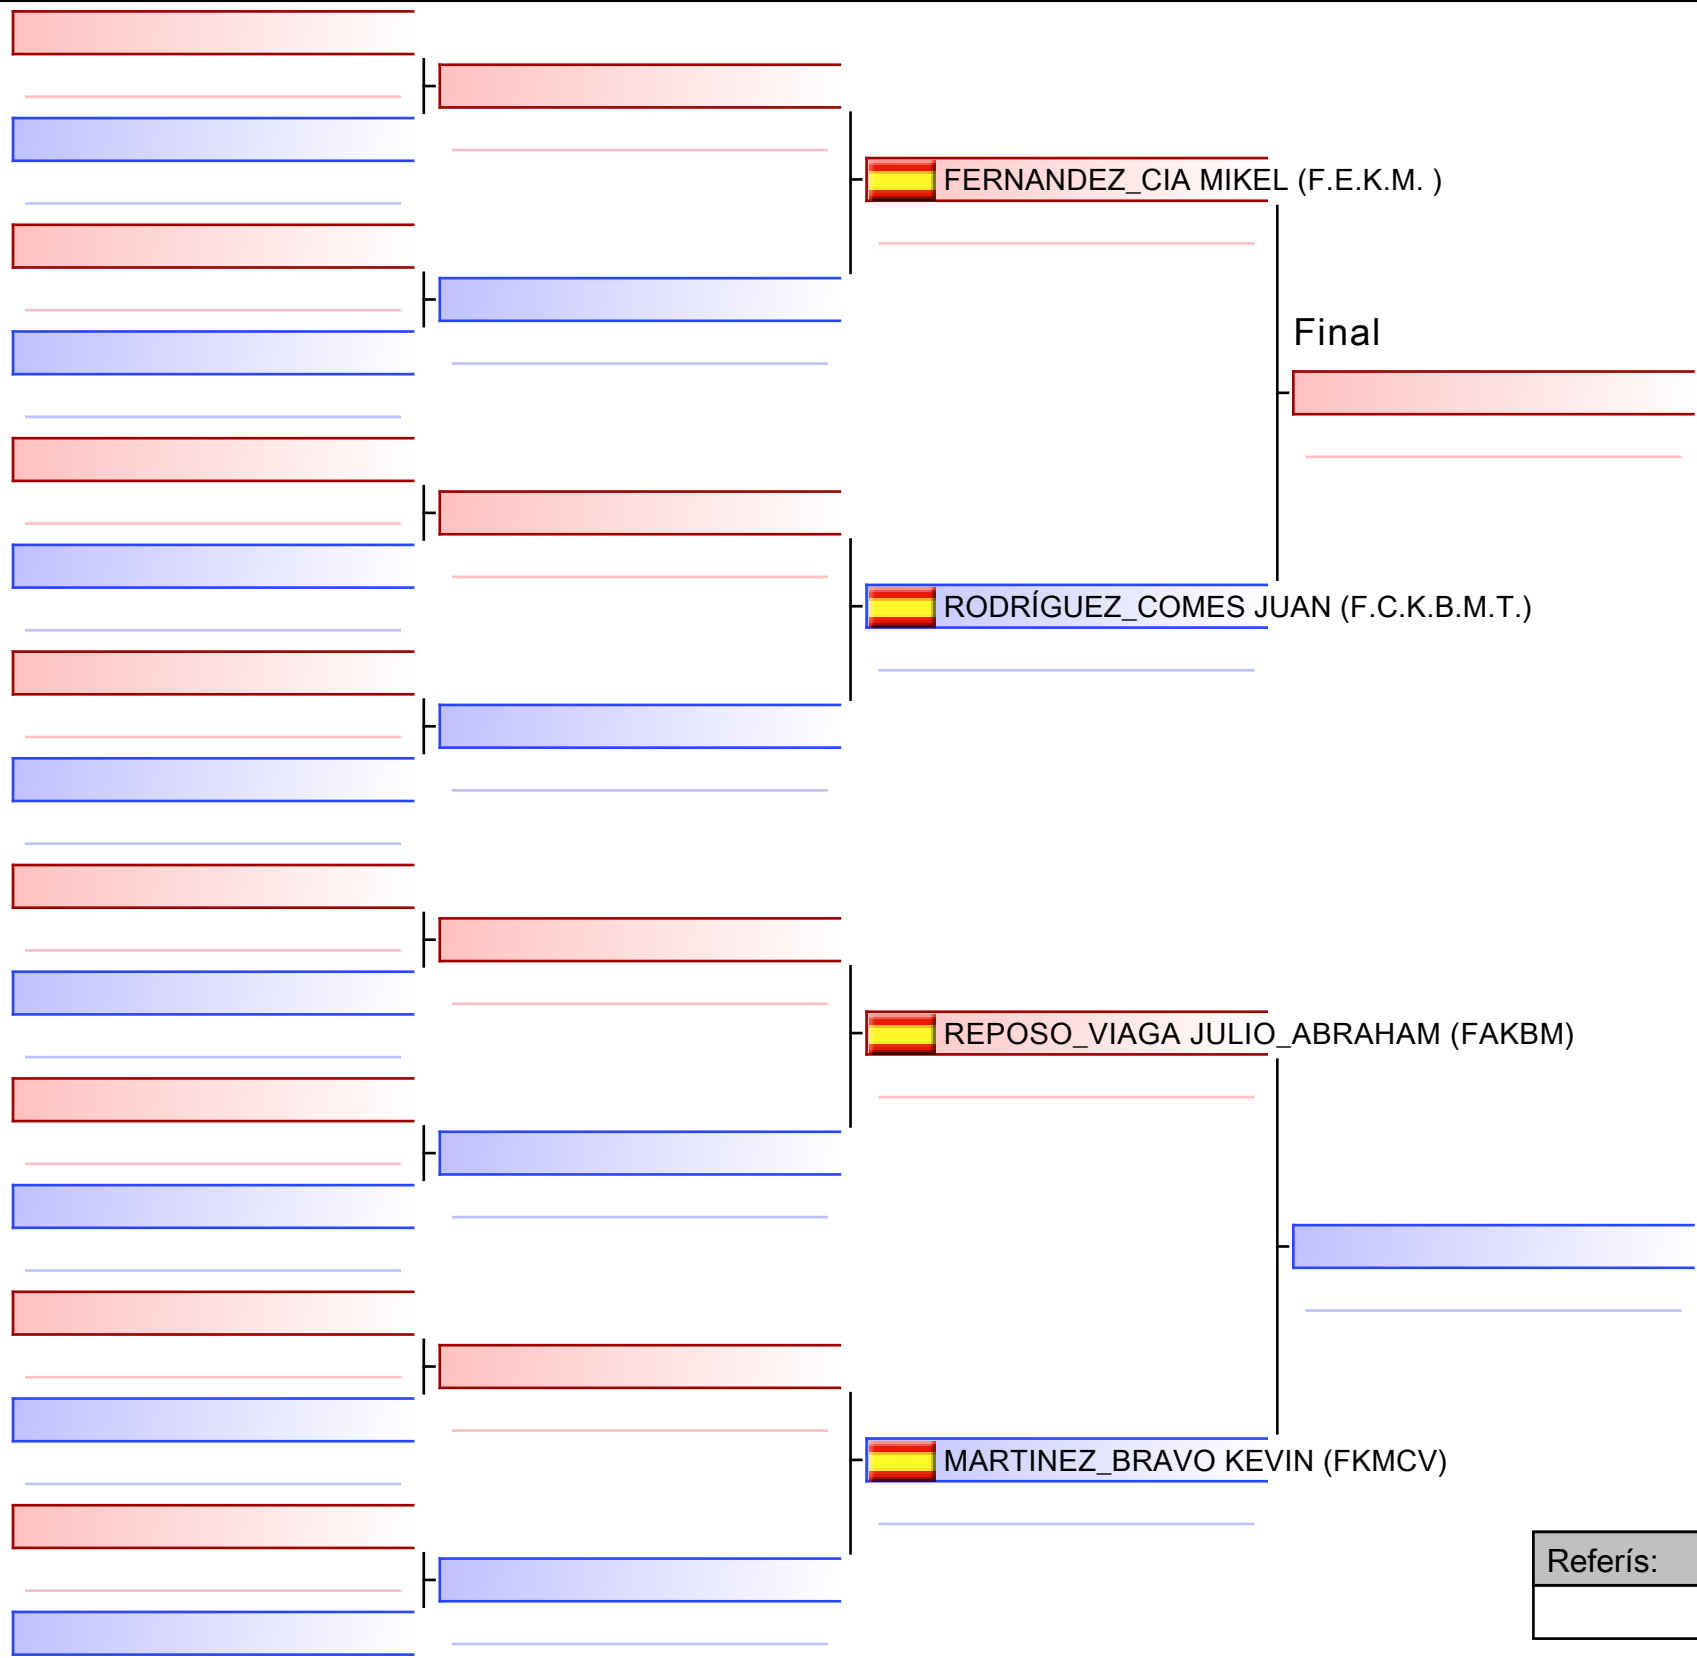 FERNANDEZ_CIA MIKEL (F.E.K.M. )
Final
RODRÍGUEZ_COMES JUAN (F.C.K.B.M.T.)
REPOSO_VIAGA JULIO_ABRAHAM (FAKBM)
MARTINEZ_BRAVO KEVIN (FKMCV)
Referís: